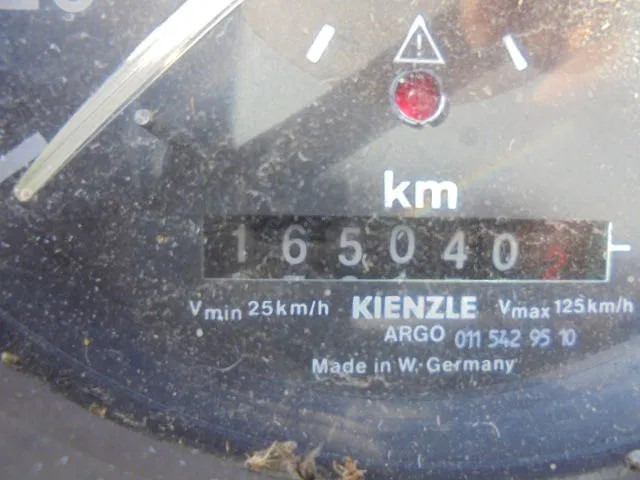 km
1650402
Vmin 25km/h KIENZLE Vmax 125km/h
ARGO 011 542 95 10
Made in W.-Germany